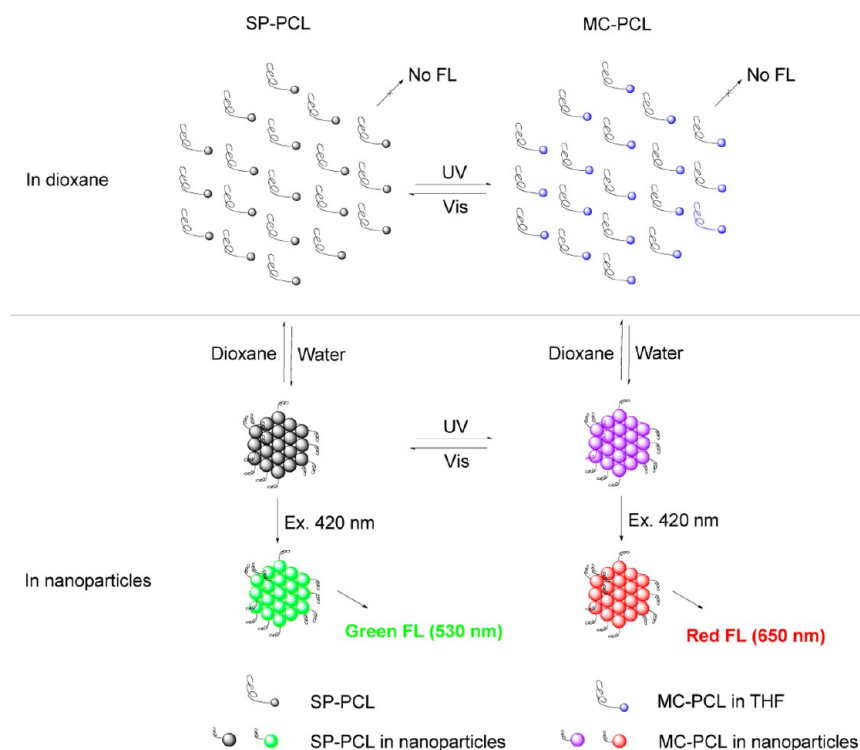 SP-PCL
MC-PCL
No FL
No FL
In dioxane
UV
Vis
Dioxane
Water
Dioxane
Water
UV
Vis
Ex. 420 nm
Ex. 420 nm
In nanoparticles
Green FL (530 nm)
Red FL (650 nm)
SP-PCL
MC-PCL in THF
SP-PCL in nanoparticles
MC-PCL in nanoparticles